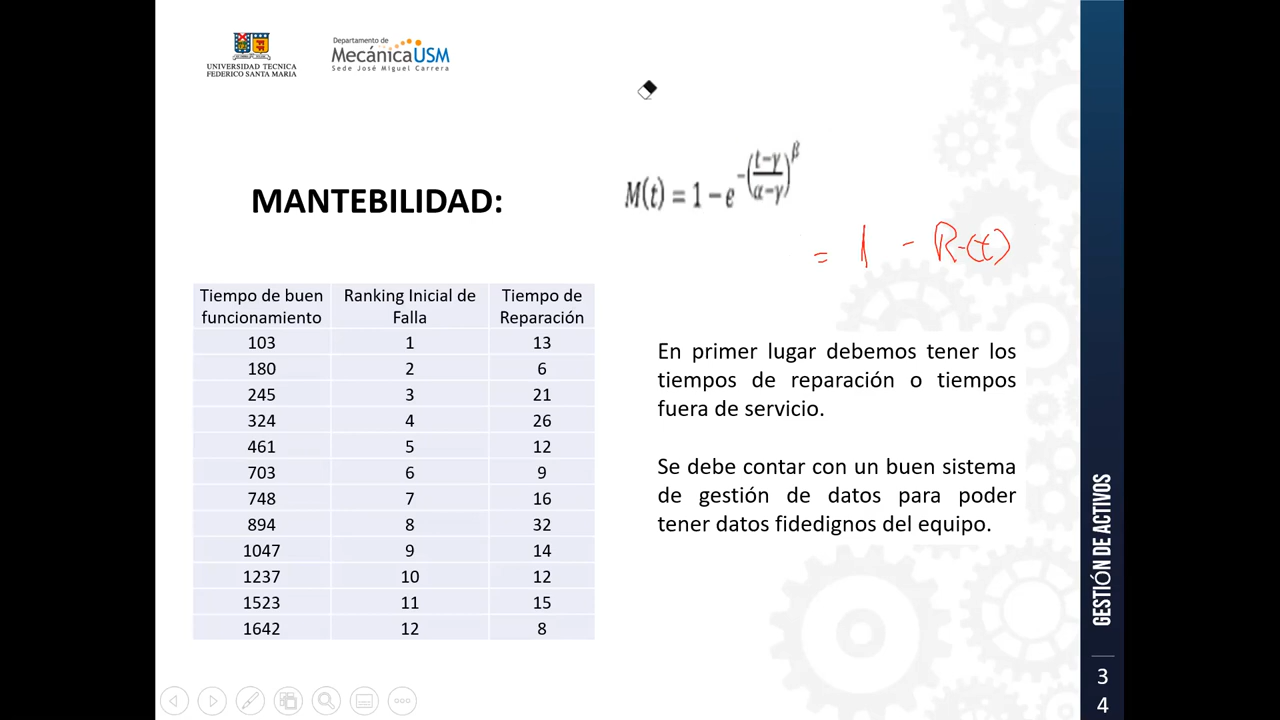 UNIVERSIDAD TECNICA
FEDERICO SANTA MARIA
Departamento de
MecánicaUSM
Sede José Miguel Carrera
MANTEBILIDAD:
M(t) = 1 − e^−((t−γ)/(α−γ))^β
= 1 - R(t)
Tiempo de buen funcionamiento | Ranking Inicial de Falla | Tiempo de Reparación
103 1 13
180 2 6
245 3 21
324 4 26
461 5 12
703 6 9
748 7 16
894 8 32
1047 9 14
1237 10 12
1523 11 15
1642 12 8
En primer lugar debemos tener los
tiempos de reparación o tiempos
fuera de servicio.
Se debe contar con un buen sistema
de gestión de datos para poder
tener datos fidedignos del equipo.
GESTIÓN DE ACTIVOS
3
4